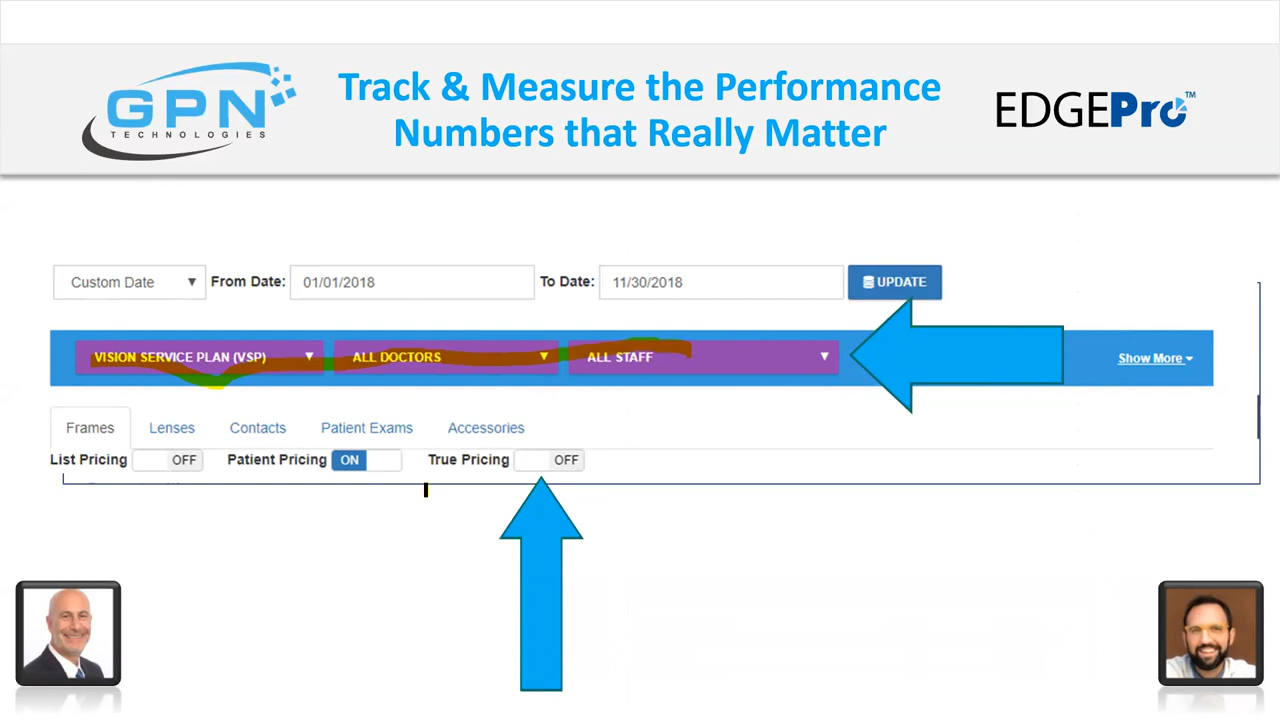 GPN
TECHNOLOGIES
Track & Measure the Performance
Numbers that Really Matter
EDGEPro™
Custom Date ▼ From Date: 01/01/2018 To Date: 11/30/2018 UPDATE
VISION SERVICE PLAN (VSP) ▼ ALL DOCTORS ▼ ALL STAFF ▼ Show More
Frames Lenses Contacts Patient Exams Accessories
List Pricing OFF Patient Pricing ON True Pricing OFF